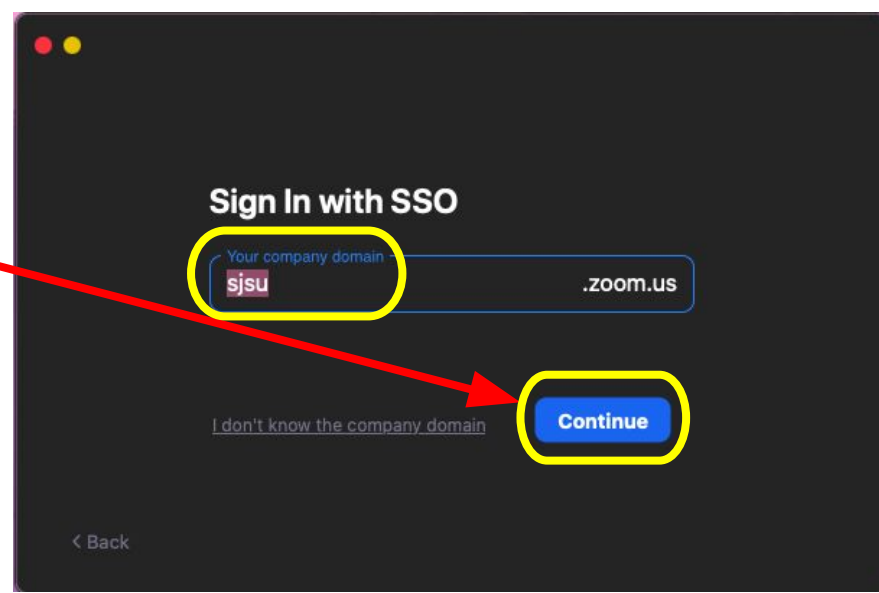 Sign In with SSO
Your company domain
sjsu .zoom.us
I don't know the company domain Continue
< Back